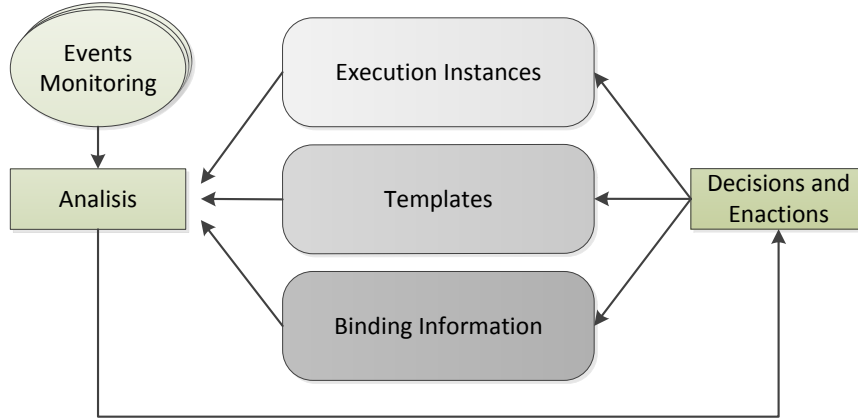 Events
Monitoring
Execution Instances
Analisis
Templates
Decisions and
Enactions
Binding Information